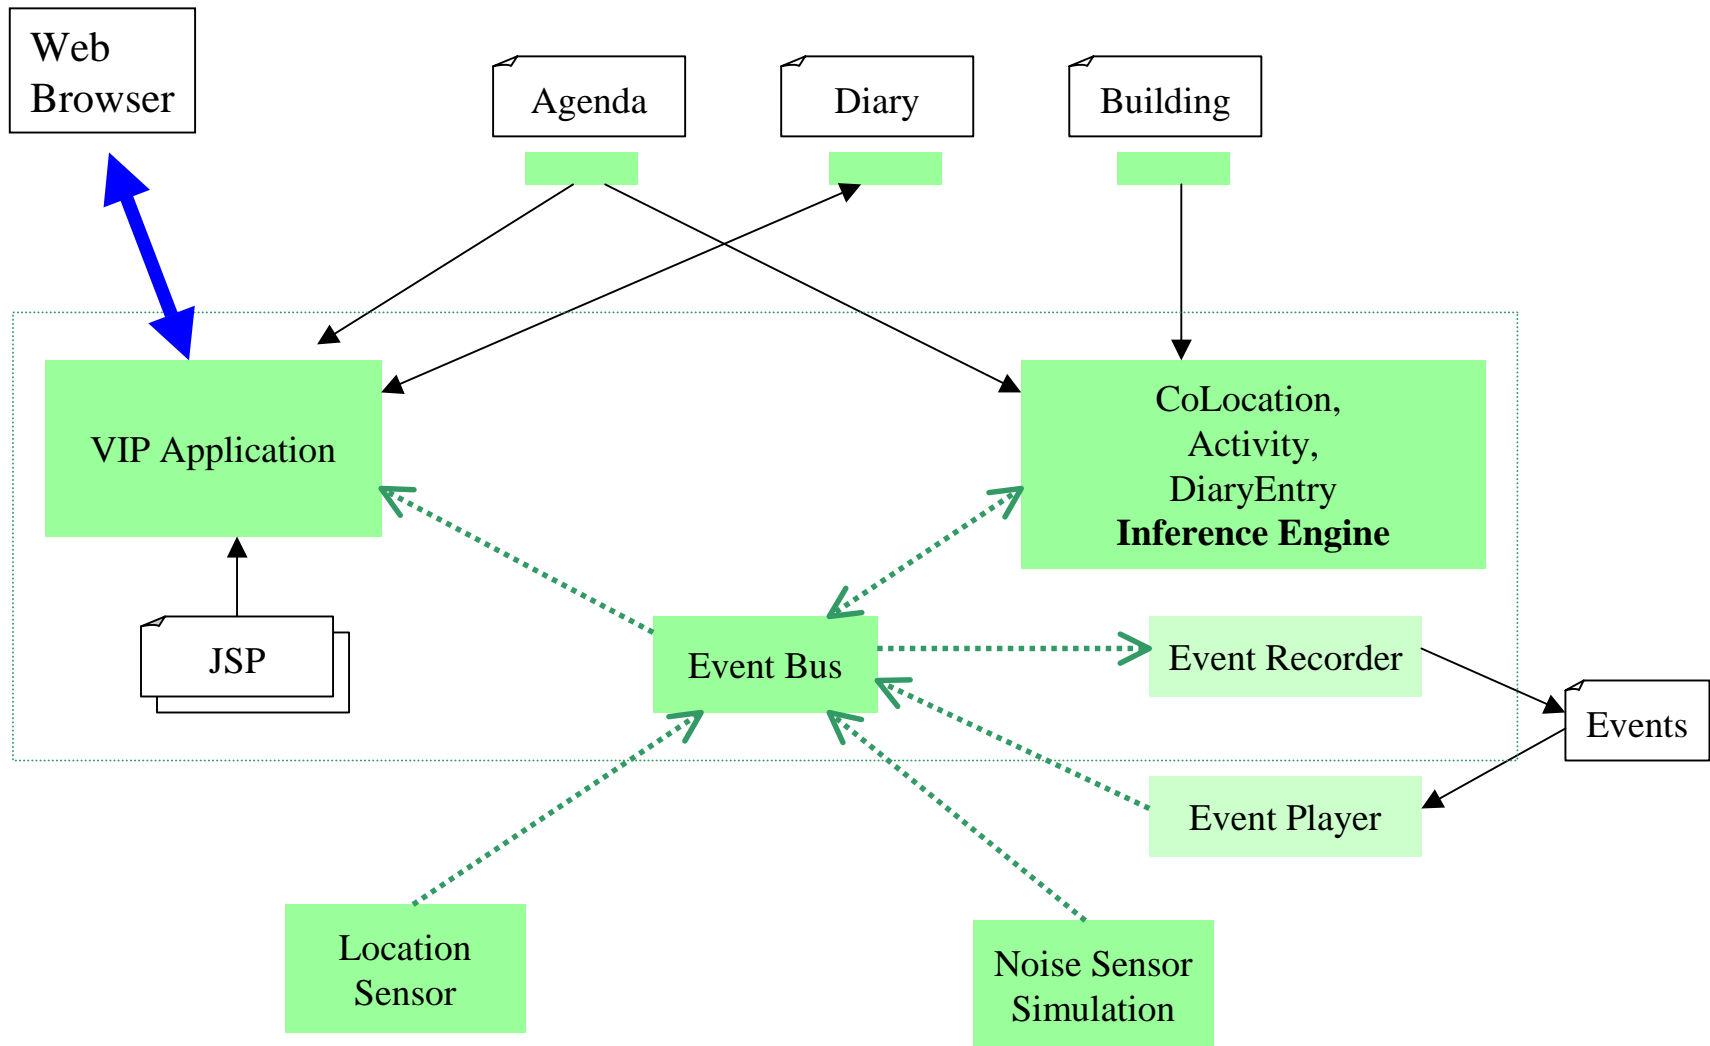 Web
Browser
Agenda
Diary
Building
VIP Application
CoLocation,
Activity,
DiaryEntry
Inference Engine
JSP
Event Bus
Event Recorder
Events
Event Player
Location
Sensor
Noise Sensor
Simulation